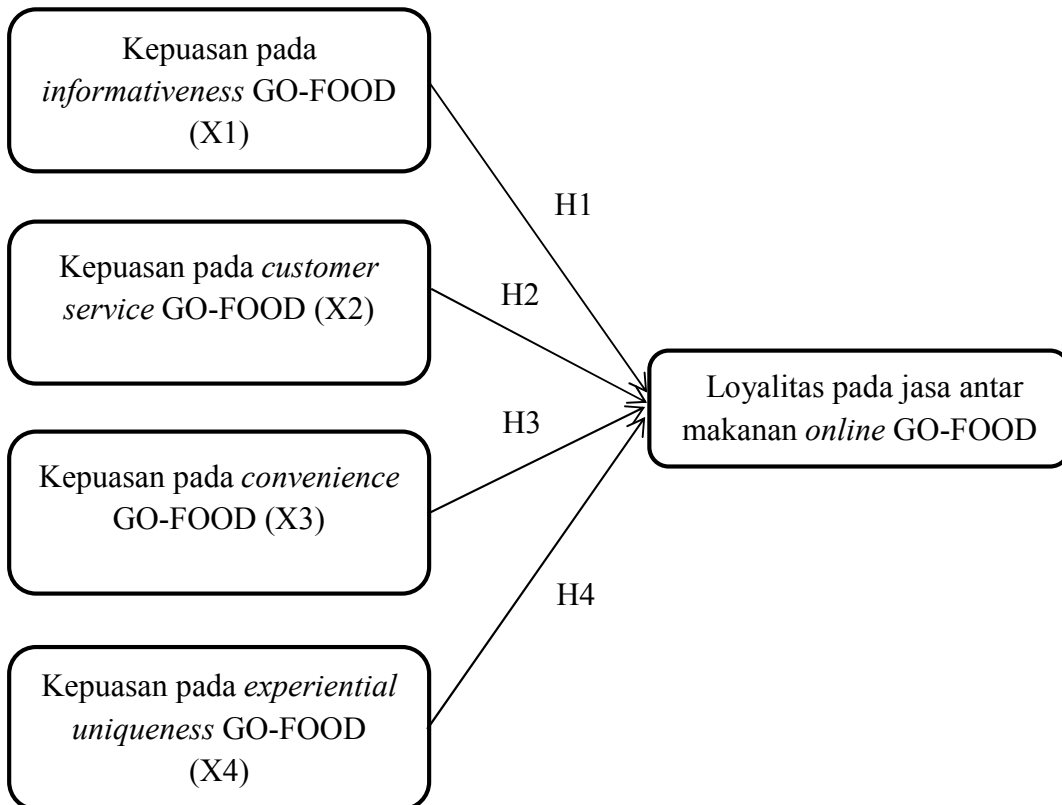 Kepuasan pada
informativeness GO-FOOD
(X1)
H1
Kepuasan pada customer
service GO-FOOD (X2)
H2
Loyalitas pada jasa antar
makanan online GO-FOOD
H3
Kepuasan pada convenience
GO-FOOD (X3)
H4
Kepuasan pada experiential
uniqueness GO-FOOD
(X4)